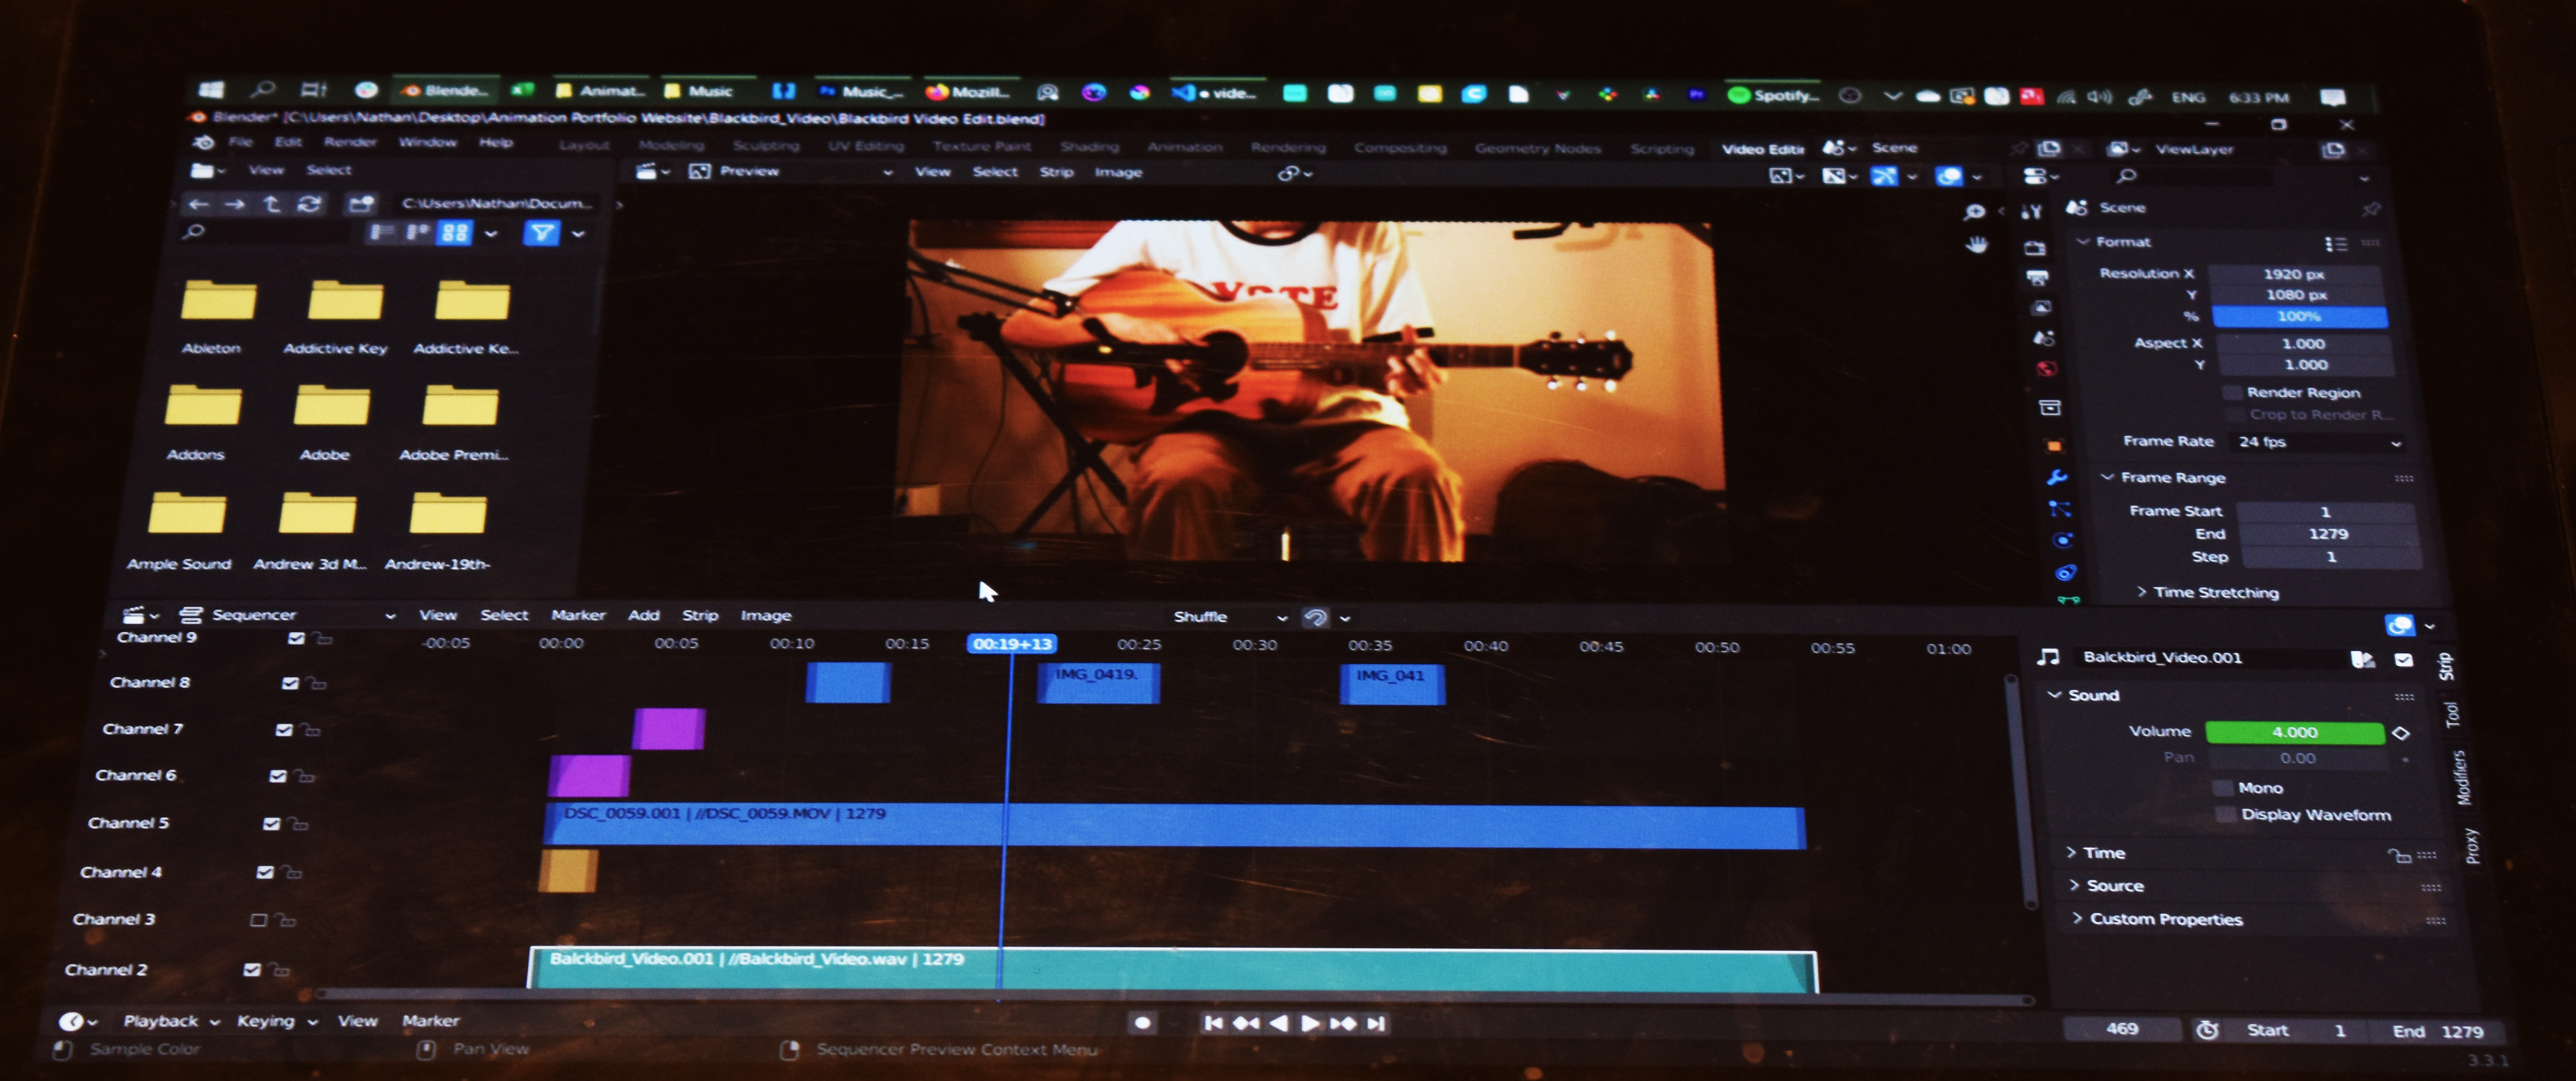 Blende...
Animat...
Music
Music_...
Mozill...
vide...
Spotify...
ENG
6:33 PM
Blender* [C:\Users\Nathan\Desktop\Animation Portfolio Website\Blackbird_Video\Blackbird Video Edit.blend]
File Edit Render Window Help Layout Modeling Sculpting UV Editing Texture Paint Shading Animation Rendering Compositing Geometry Nodes Scripting Video Editir Scene ViewLayer
View Select
Preview View Select Strip Image
C:\Users\Nathan\Docum...
Ableton Addictive Key Addictive Ke...
Addons Adobe Adobe Premi...
Ample Sound Andrew 3d M... Andrew-19th-
VOTE
Scene
Format
Resolution X 1920 px
Y 1080 px
% 100%
Aspect X 1.000
Y 1.000
Render Region
Crop to Render R...
Frame Rate 24 fps
Frame Range
Frame Start 1
End 1279
Step 1
Time Stretching
Sequencer View Select Marker Add Strip Image Shuffle
-00:05 00:00 00:05 00:10 00:15 00:19+13 00:25 00:30 00:35 00:40 00:45 00:50 00:55 01:00
Channel 9
Channel 8 IMG_0419. IMG_041
Channel 7
Channel 6
Channel 5 DSC_0059.001 | //DSC_0059.MOV | 1279
Channel 4
Channel 3
Channel 2 Balckbird_Video.001 | //Balckbird_Video.wav | 1279
Balckbird_Video.001
Sound
Volume 4.000
Pan 0.00
Mono
Display Waveform
Time
Source
Custom Properties
Strip
Tool
Modifiers
Proxy
Playback Keying View Marker 469 Start 1 End 1279
Sample Color Pan View Sequencer Preview Context Menu 3.3.1